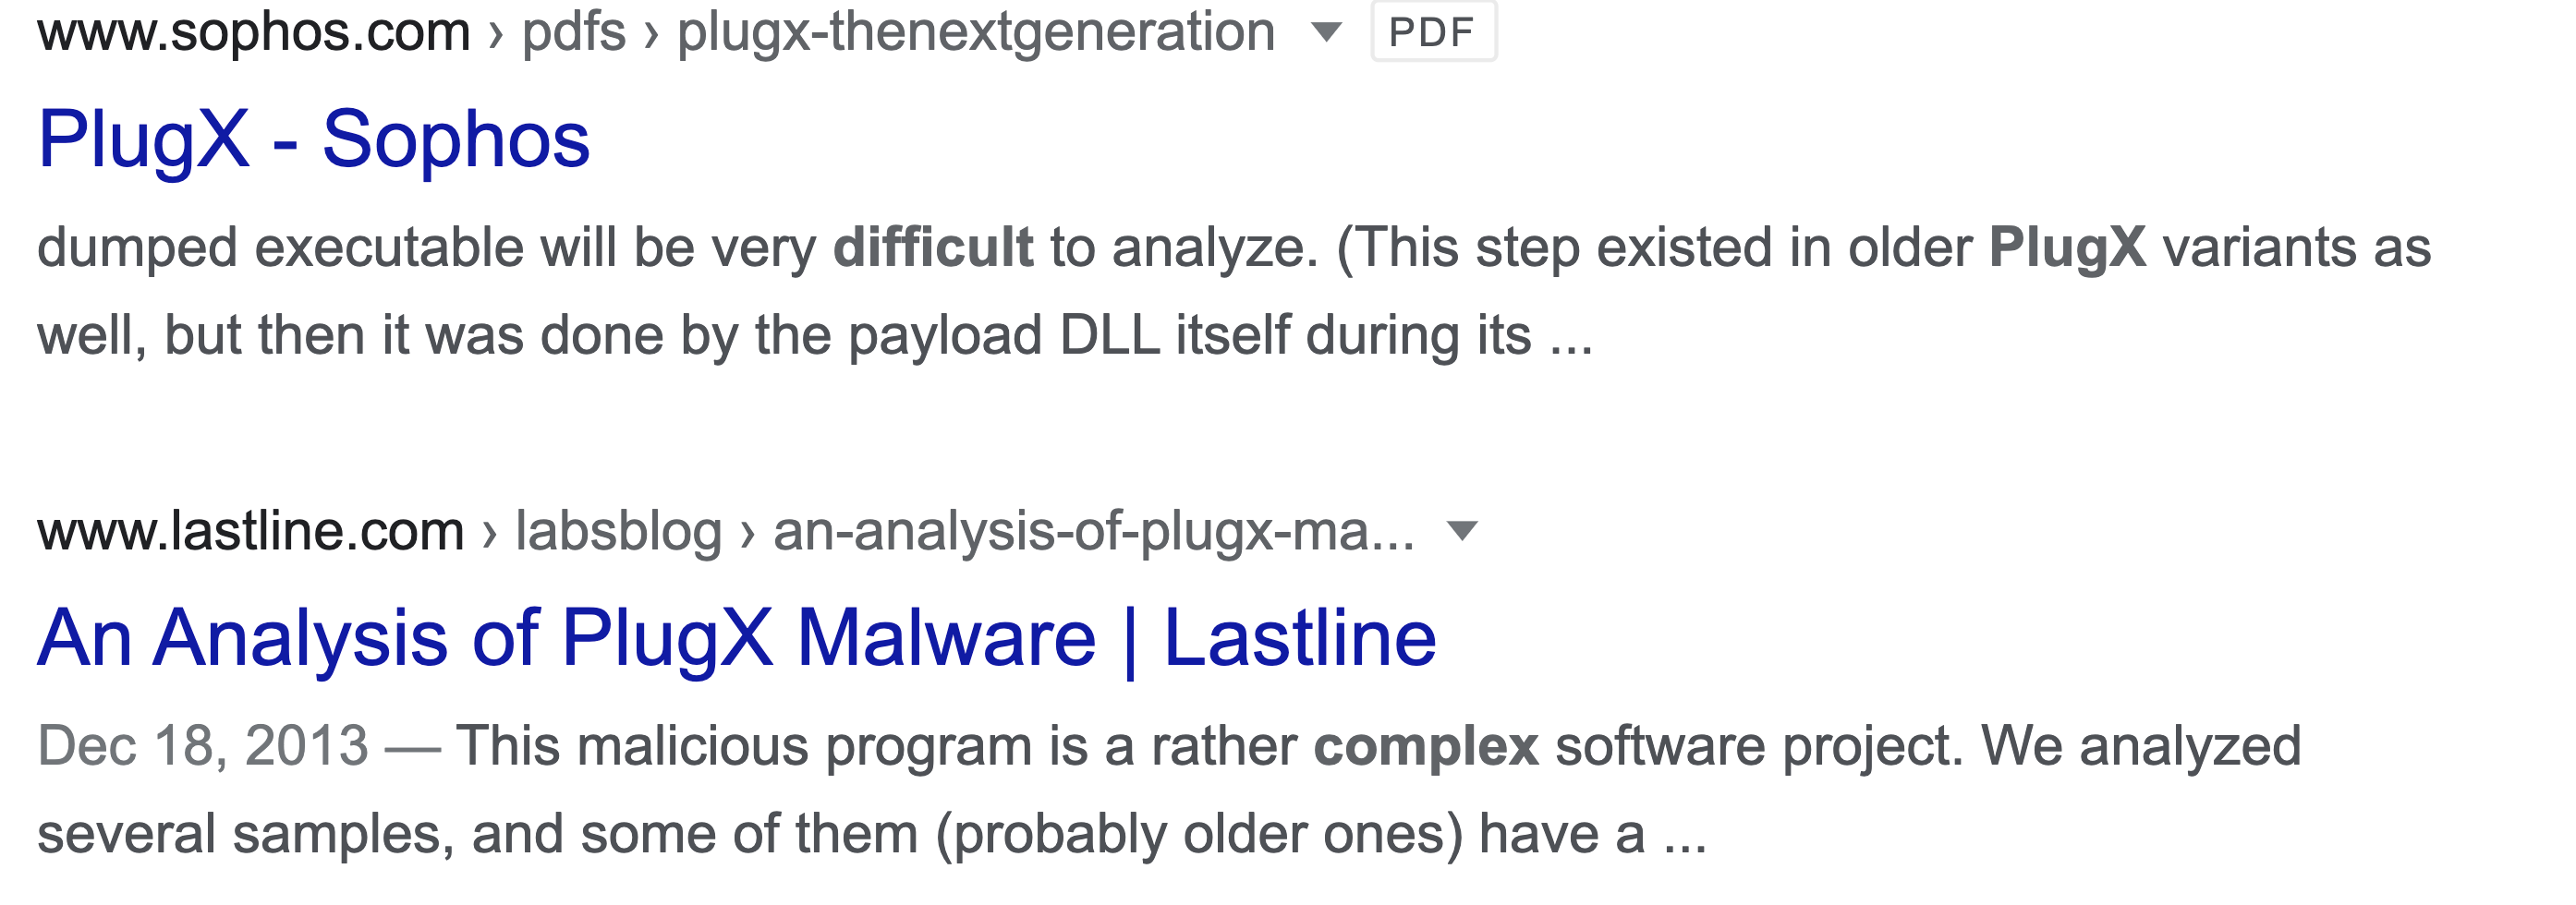 www.sophos.com › pdfs › plugx-thenextgeneration ▼ PDF
PlugX - Sophos
dumped executable will be very difficult to analyze. (This step existed in older PlugX variants as
well, but then it was done by the payload DLL itself during its ...
www.lastline.com › labsblog › an-analysis-of-plugx-ma... ▼
An Analysis of PlugX Malware | Lastline
Dec 18, 2013 — This malicious program is a rather complex software project. We analyzed
several samples, and some of them (probably older ones) have a ...